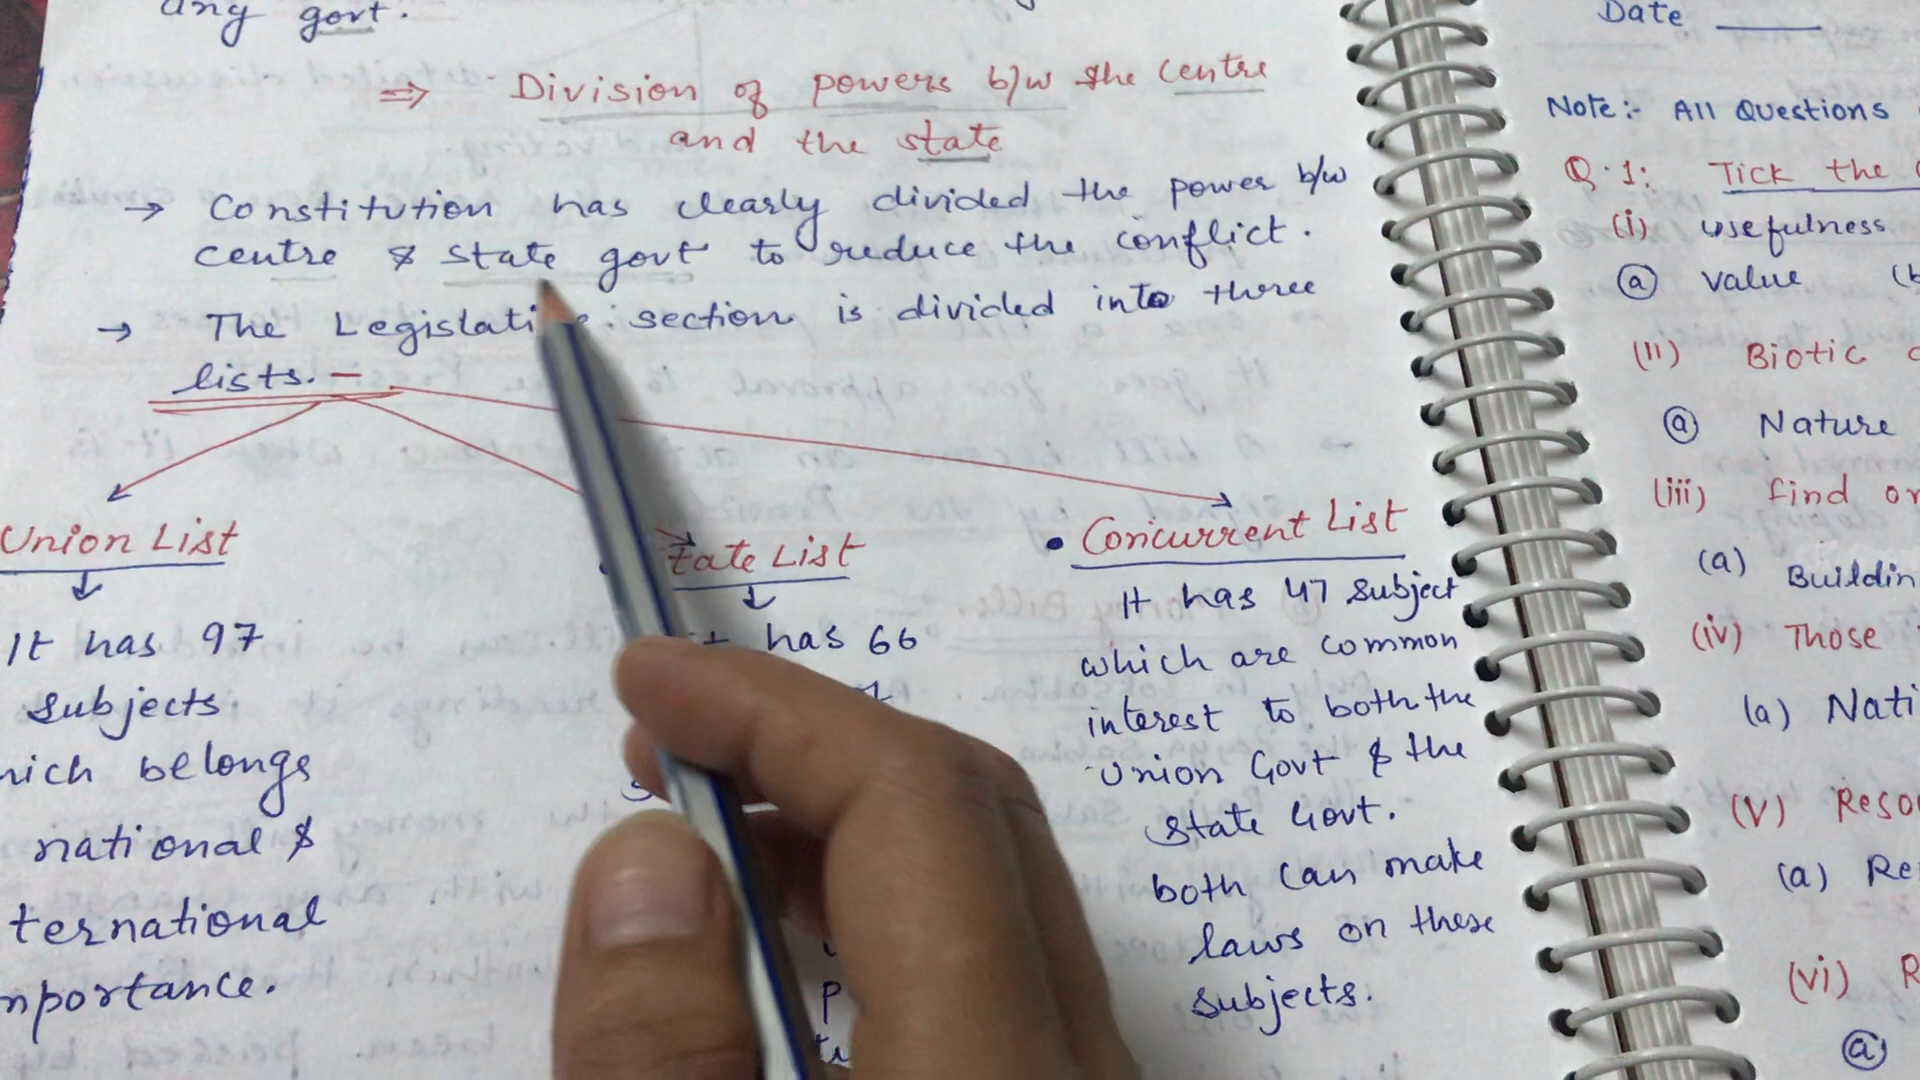 any govt.
⇒ Division of powers b/w the centre
and the state
→ Constitution has clearly divided the power b/w
centre & state govt to reduce the conflict.
→ The Legislati section is divided into three
lists. -
Union List
It has 97
subjects
belongs
national &
ternational
mportance.
tate List
it has 66
• Concurrent List
It has 47 subject
which are common
interest to both the
Union Govt & the
state Govt.
both can make
laws on these
subjects.
Date
Note:- All Questions
Q.1: Tick the
(i) usefulness
(a) value (b
(ii) Biotic
(a) Nature
(iii) find
(a) Buildin
(iv) Those
(a) Nati
(v) Reso
(a) Re
(vi) R
(a)